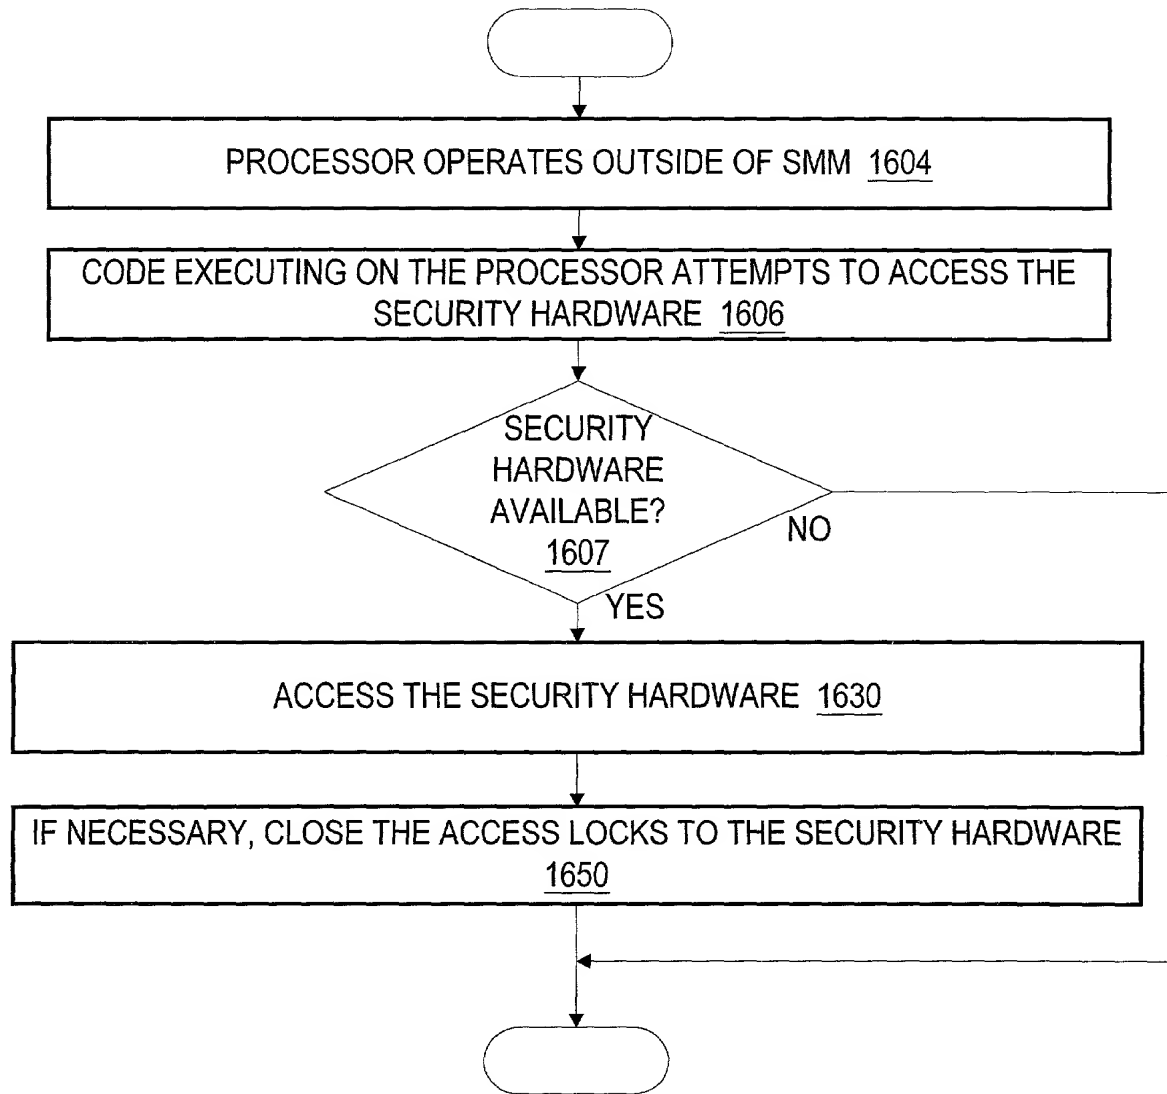 PROCESSOR OPERATES OUTSIDE OF SMM 1604
CODE EXECUTING ON THE PROCESSOR ATTEMPTS TO ACCESS THE
SECURITY HARDWARE 1606
SECURITY
HARDWARE
AVAILABLE?
1607
NO
YES
ACCESS THE SECURITY HARDWARE 1630
IF NECESSARY, CLOSE THE ACCESS LOCKS TO THE SECURITY HARDWARE
1650